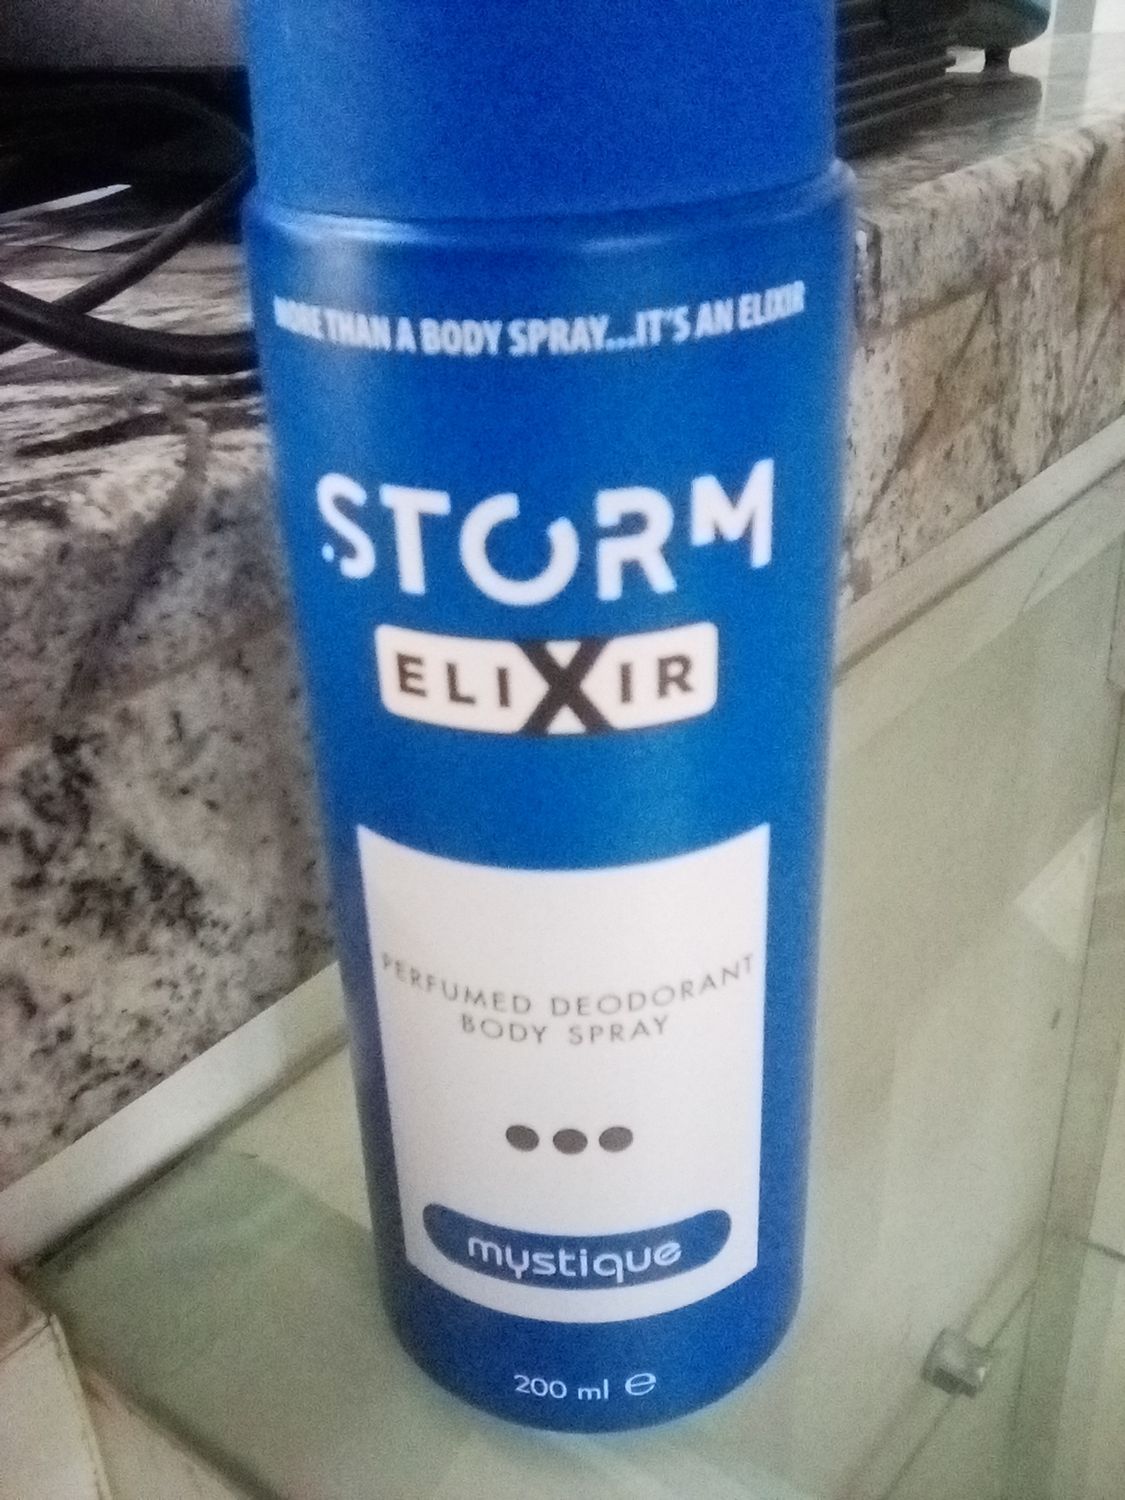 MORE THAN A BODY SPRAY...IT'S AN ELIXIR
STORM
ELIXIR
PERFUMED DEODORANT
BODY SPRAY
mystique
200 ml ℮